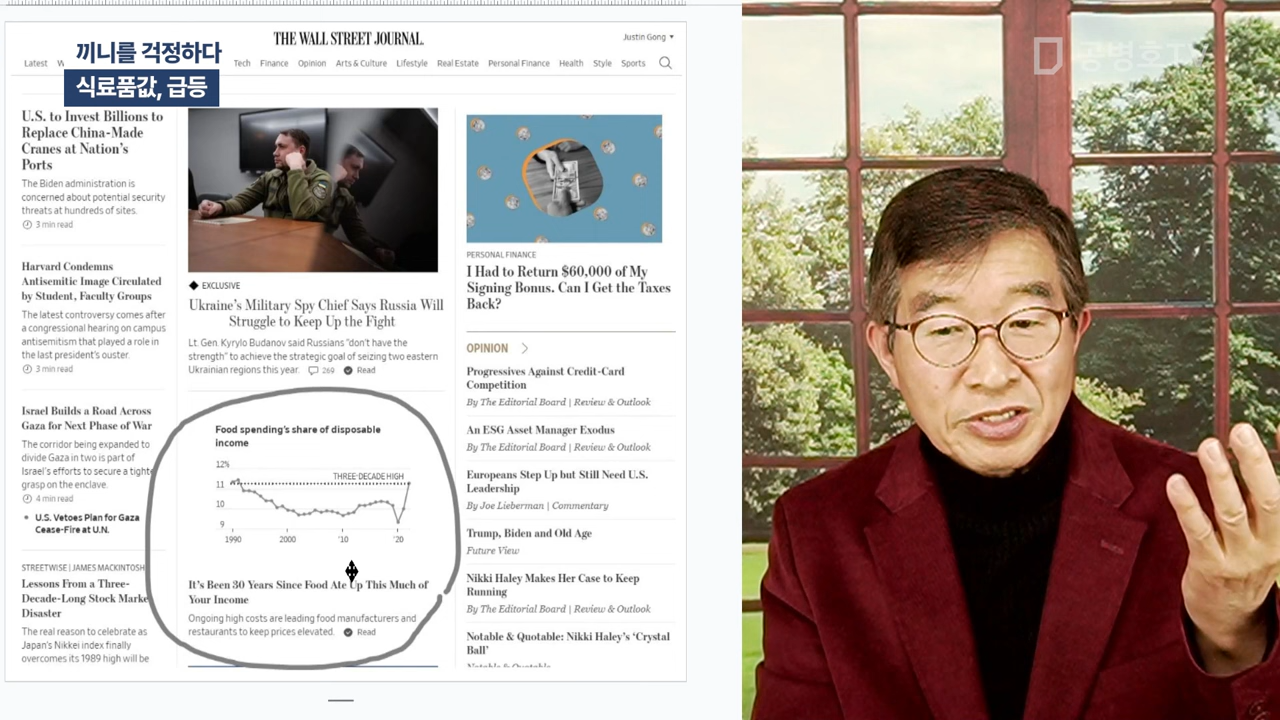 끼니를 걱정하다
식료품값, 급등
THE WALL STREET JOURNAL.
Justin Gong
Latest
W
Tech
Finance
Opinion
Arts & Culture
Lifestyle
Real Estate
Personal Finance
Health
Style
Sports
U.S. to Invest Billions to
Replace China-Made
Cranes at Nation's
Ports
The Biden administration is
concerned about potential security
threats at hundreds of sites.
3 min read
Harvard Condemns
Antisemitic Image Circulated
by Student, Faculty Groups
The latest controversy comes after
a congressional hearing on campus
antisemitism that played a role in
the last president's ouster.
3 min read
Israel Builds a Road Across
Gaza for Next Phase of War
The corridor being expanded to
divide Gaza in two is part of
Israel's efforts to secure a tighte
grasp on the enclave.
4 min read
U.S. Vetoes Plan for Gaza
Cease-Fire at U.N.
STREETWISE | JAMES MACKINTOSH
Lessons From a Three-
Decade-Long Stock Marke
Disaster
The real reason to celebrate as
Japan's Nikkei index finally
overcomes its 1989 high will be
EXCLUSIVE
Ukraine's Military Spy Chief Says Russia Will
Struggle to Keep Up the Fight
Lt. Gen. Kyrylo Budanov said Russians "don't have the
strength" to achieve the strategic goal of seizing two eastern
Ukrainian regions this year.
269
Read
Food spending's share of disposable
income
12%
THREE-DECADE HIGH
11
10
9
1990
2000
'10
'20
It's Been 30 Years Since Food Ate Up This Much of
Your Income
Ongoing high costs are leading food manufacturers and
restaurants to keep prices elevated.
Read
PERSONAL FINANCE
I Had to Return $60,000 of My
Signing Bonus. Can I Get the Taxes
Back?
OPINION
Progressives Against Credit-Card
Competition
By The Editorial Board | Review & Outlook
An ESG Asset Manager Exodus
By The Editorial Board | Review & Outlook
Europeans Step Up but Still Need U.S.
Leadership
By Joe Lieberman | Commentary
Trump, Biden and Old Age
Future View
Nikki Haley Makes Her Case to Keep
Running
By The Editorial Board | Review & Outlook
Notable & Quotable: Nikki Haley's 'Crystal
Ball'
Notable & Quotable
공병호TV